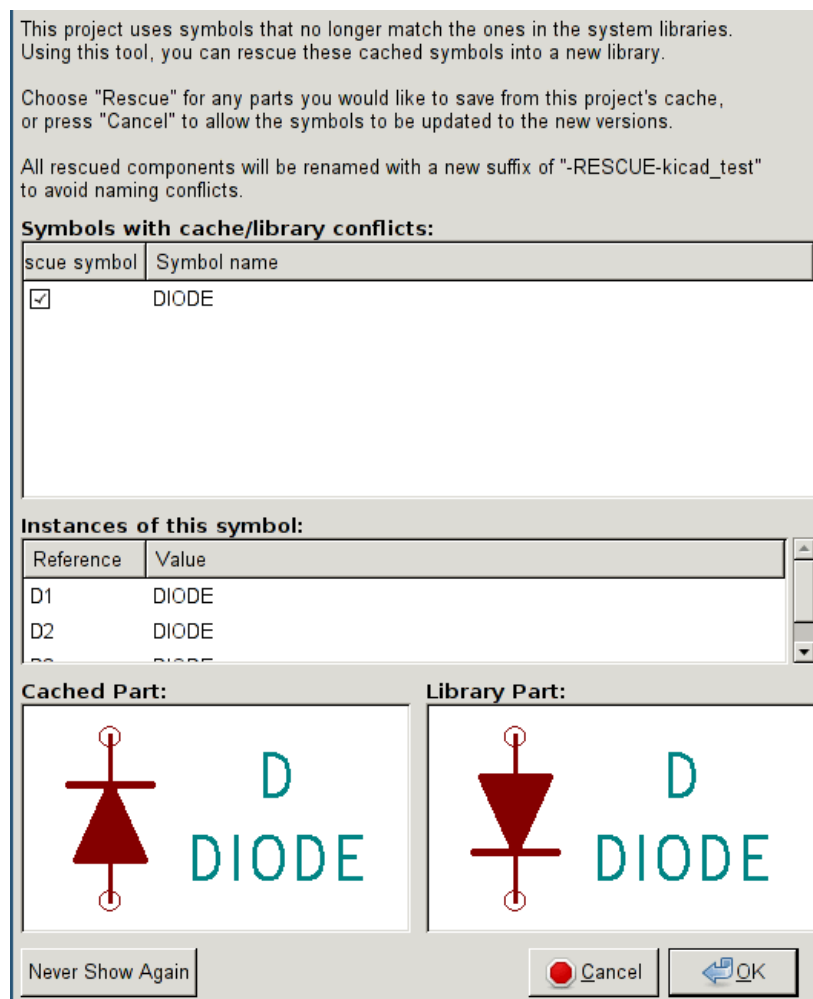 This project uses symbols that no longer match the ones in the system libraries.
Using this tool, you can rescue these cached symbols into a new library.
Choose "Rescue" for any parts you would like to save from this project's cache,
or press "Cancel" to allow the symbols to be updated to the new versions.
All rescued components will be renamed with a new suffix of "-RESCUE-kicad_test"
to avoid naming conflicts.
Symbols with cache/library conflicts:
scue symbol Symbol name
DIODE
Instances of this symbol:
Reference Value
D1 DIODE
D2 DIODE
Cached Part: Library Part:
D D
DIODE DIODE
Never Show Again Cancel OK